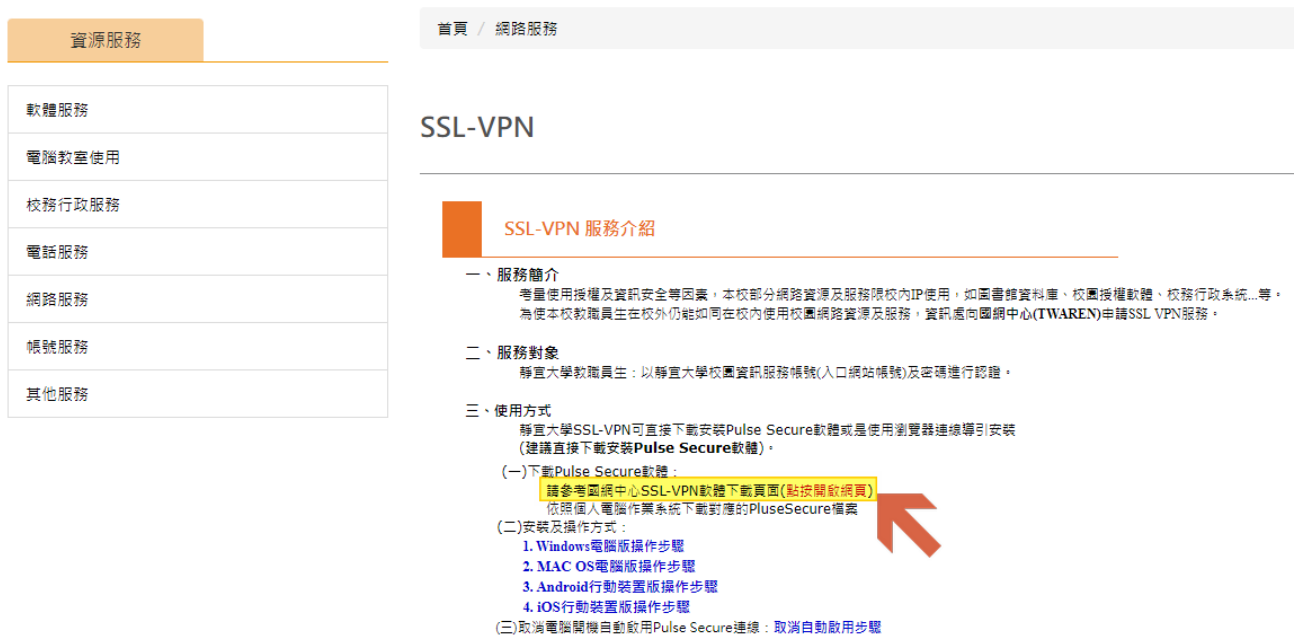 資源服務
首頁 / 網路服務
軟體服務
電腦教室使用
校務行政服務
電話服務
網路服務
帳號服務
其他服務
SSL-VPN
SSL-VPN 服務介紹
一、服務簡介
考量使用授權及資訊安全等因素，本校部分網路資源及服務限校內IP使用，如圖書館資料庫、校園授權軟體、校務行政系統...等。
為使本校教職員生在校外仍能如同在校內使用校園網路資源及服務，資訊處向國網中心(TWAREN)申請SSL VPN服務。
二、服務對象
靜宜大學教職員生：以靜宜大學校園資訊服務帳號(入口網站帳號)及密碼進行認證。
三、使用方式
靜宜大學SSL-VPN可直接下載安裝Pulse Secure軟體或是使用瀏覽器連線導引安裝
(建議直接下載安裝Pulse Secure軟體)。
(一)下載Pulse Secure軟體：
請參考國網中心SSL-VPN軟體下載頁面(點按開啟網頁)
依照個人電腦作業系統下載對應的PluseSecure檔案
(二)安裝及操作方式：
1. Windows電腦版操作步驟
2. MAC OS電腦版操作步驟
3. Android行動裝置版操作步驟
4. iOS行動裝置版操作步驟
(三)取消電腦開機自動啟用Pulse Secure連線：取消自動啟用步驟